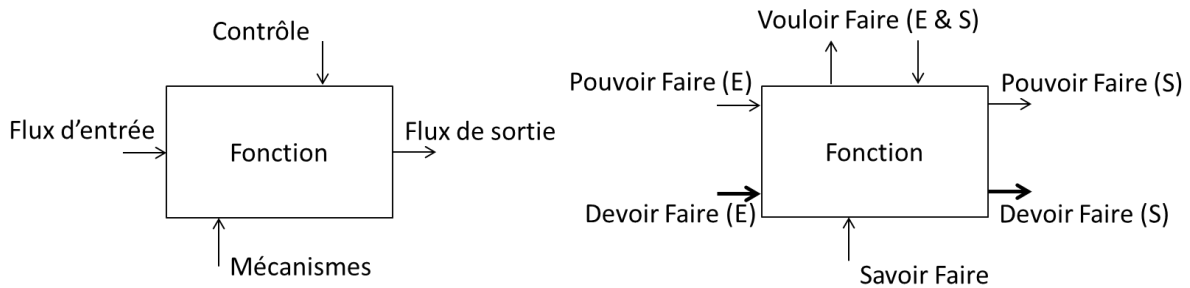 Contrôle
Flux d'entrée
Fonction
Flux de sortie
Mécanismes
Vouloir Faire (E & S)
Pouvoir Faire (E)
Pouvoir Faire (S)
Fonction
Devoir Faire (E)
Devoir Faire (S)
Savoir Faire